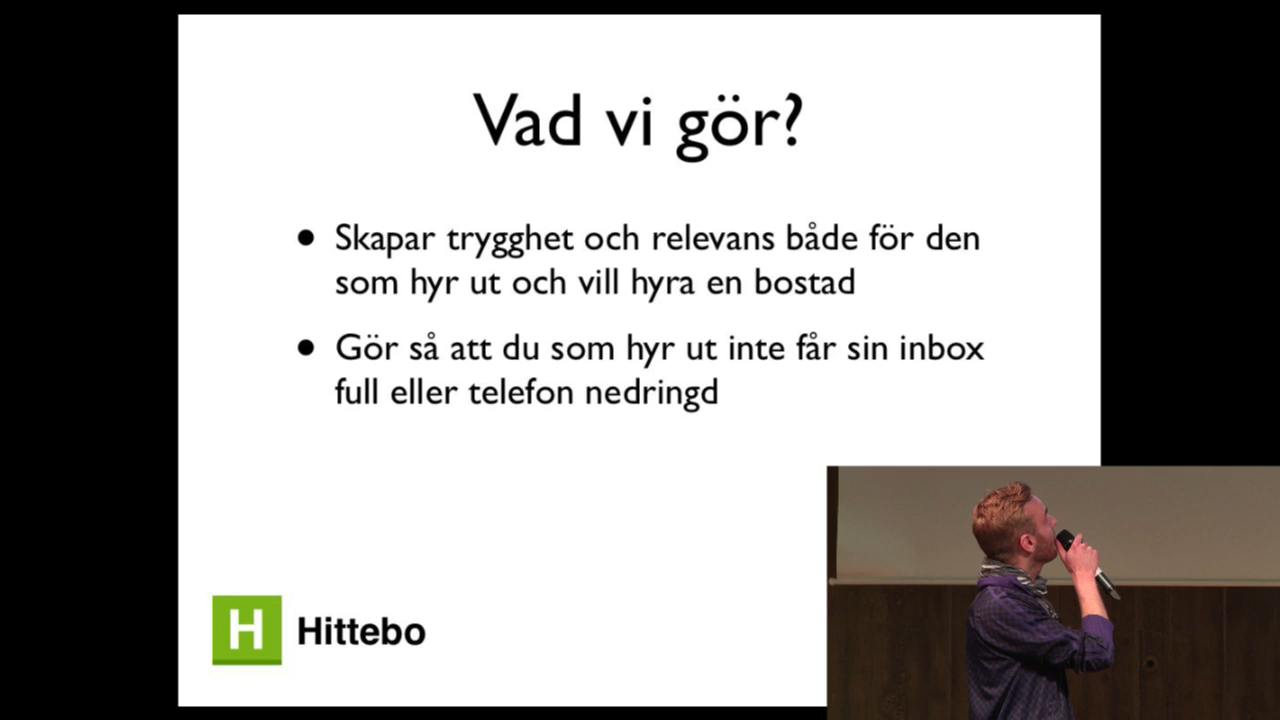 Vad vi gör?
• Skapar trygghet och relevans både för den
som hyr ut och vill hyra en bostad
• Gör så att du som hyr ut inte får sin inbox
full eller telefon nedringd
H Hittebo